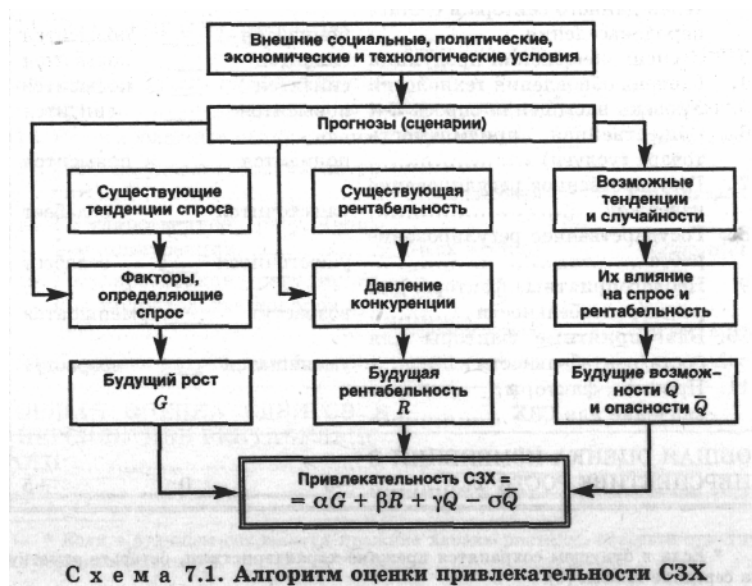 Внешние социальные, политические,
экономические и технологические условия
Прогнозы (сценарии)
Существующие
тенденции спроса
Существующая
рентабельность
Возможные
тенденции
и случайности
Факторы,
определяющие
спрос
Давление
конкуренции
Их влияние
на спрос и
рентабельность
Будущий рост
G
Будущая
рентабельность
R
Будущие возмож-
ности Q
и опасности Q̅
Привлекательность СЗХ =
= αG + βR + γQ − σQ̅
Схема 7.1. Алгоритм оценки привлекательности СЗХ